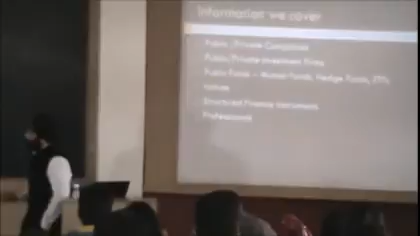 Information we cover
Public/Private Companies
Public/Private Investment Firms
Public Funds – Mutual Funds, Hedge Funds, ETFs
Structured Finance Instruments
Professionals